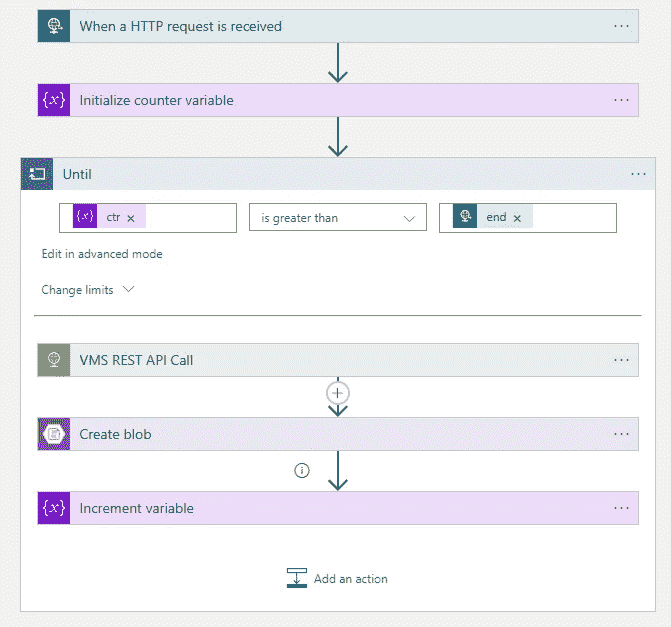 When a HTTP request is received
{x} Initialize counter variable
Until
{x} ctr × is greater than end ×
Edit in advanced mode
Change limits
VMS REST API Call
Create blob
{x} Increment variable
Add an action